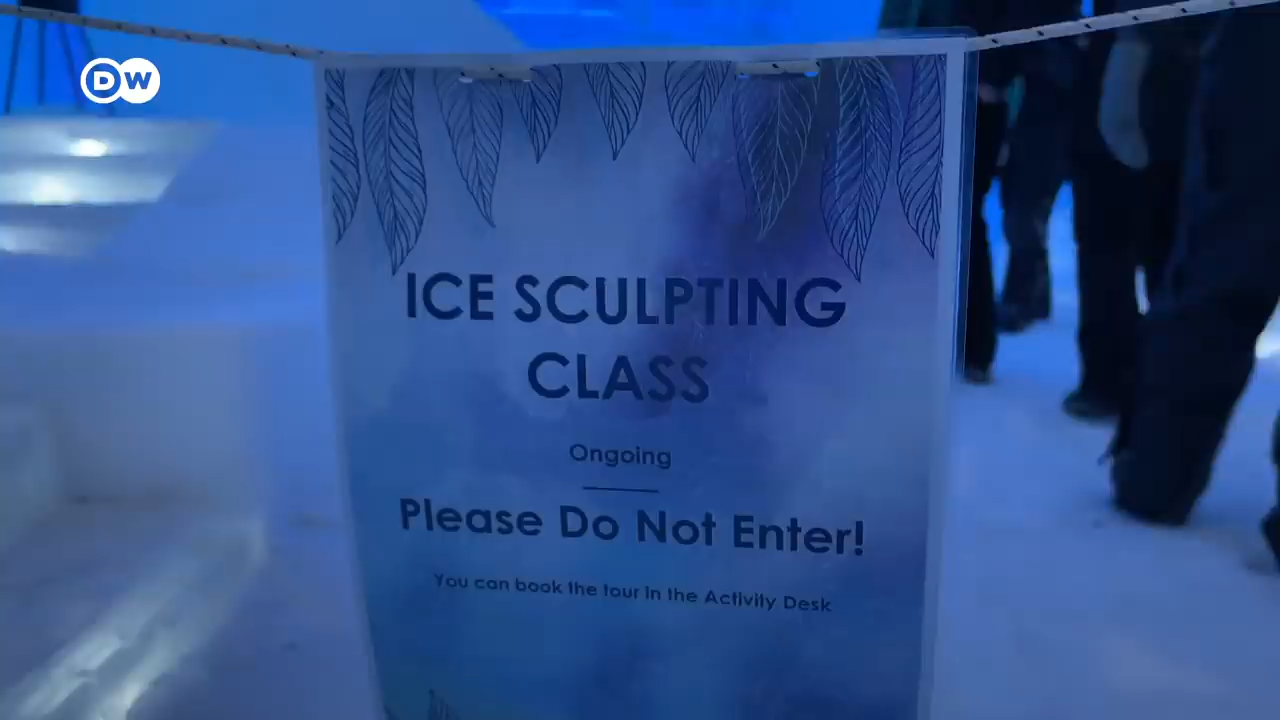 DW
ICE SCULPTING
CLASS
Ongoing
Please Do Not Enter!
You can book the tour in the Activity Desk